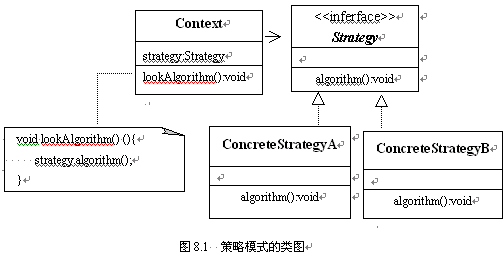 Context
strategy:Strategy
lookAlgorithm():void
<<inferface>>
Strategy
algorithm():void
void lookAlgorithm() (){
strategy.algorithm();
}
ConcreteStrategyA
algorithm():void
ConcreteStrategyB
algorithm():void
图 8.1 策略模式的类图